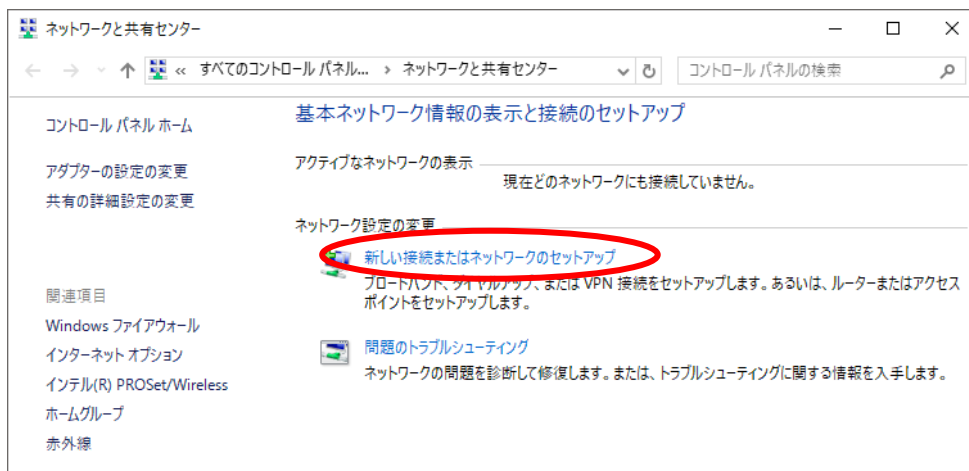 ネットワークと共有センター
« すべてのコントロール パネル... › ネットワークと共有センター
コントロール パネルの検索
コントロール パネル ホーム
アダプターの設定の変更
共有の詳細設定の変更
関連項目
Windows ファイアウォール
インターネット オプション
インテル(R) PROSet/Wireless
ホームグループ
赤外線
基本ネットワーク情報の表示と接続のセットアップ
アクティブなネットワークの表示
現在どのネットワークにも接続していません。
ネットワーク設定の変更
新しい接続またはネットワークのセットアップ
ブロードバンド、ダイヤルアップ、または VPN 接続をセットアップします。あるいは、ルーターまたはアクセス
ポイントをセットアップします。
問題のトラブルシューティング
ネットワークの問題を診断して修復します。または、トラブルシューティングに関する情報を入手します。